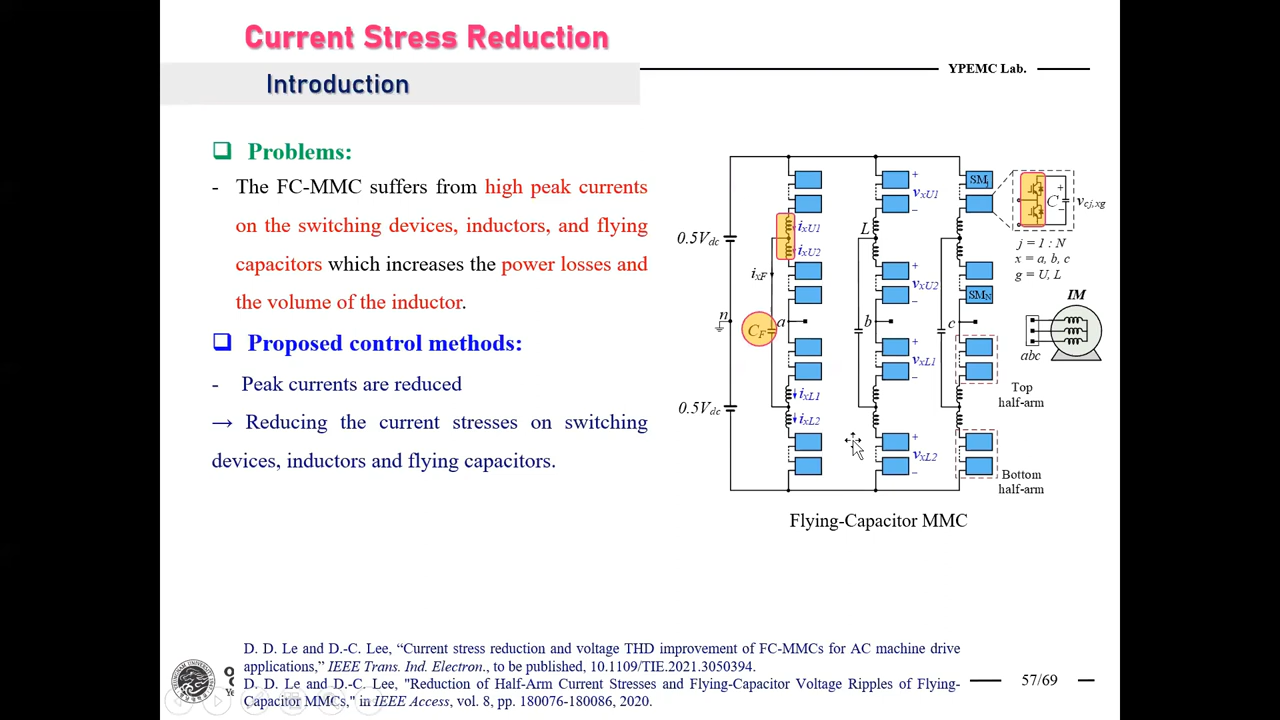 Current Stress Reduction
Introduction
YPEMC Lab.
❑ Problems:
- The FC-MMC suffers from high peak currents
on the switching devices, inductors, and flying
capacitors which increases the power losses and
the volume of the inductor.
❑ Proposed control methods:
- Peak currents are reduced
→ Reducing the current stresses on switching
devices, inductors and flying capacitors.
0.5Vdc
0.5Vdc
n
ixU1
ixU2
ixF
CF
a
ixL1
ixL2
L
b
+
vxU1
–
+
vxU2
–
+
vxL1
–
+
vxL2
–
c
SMj
SMN
C
+
–
vcj,xg
j = 1 : N
x = a, b, c
g = U, L
IM
abc
Top
half-arm
Bottom
half-arm
Flying-Capacitor MMC
D. D. Le and D.-C. Lee, “Current stress reduction and voltage THD improvement of FC-MMCs for AC machine drive
applications,” IEEE Trans. Ind. Electron., to be published, 10.1109/TIE.2021.3050394.
D. D. Le and D.-C. Lee, "Reduction of Half-Arm Current Stresses and Flying-Capacitor Voltage Ripples of Flying-
Capacitor MMCs," in IEEE Access, vol. 8, pp. 180076-180086, 2020.
57/69